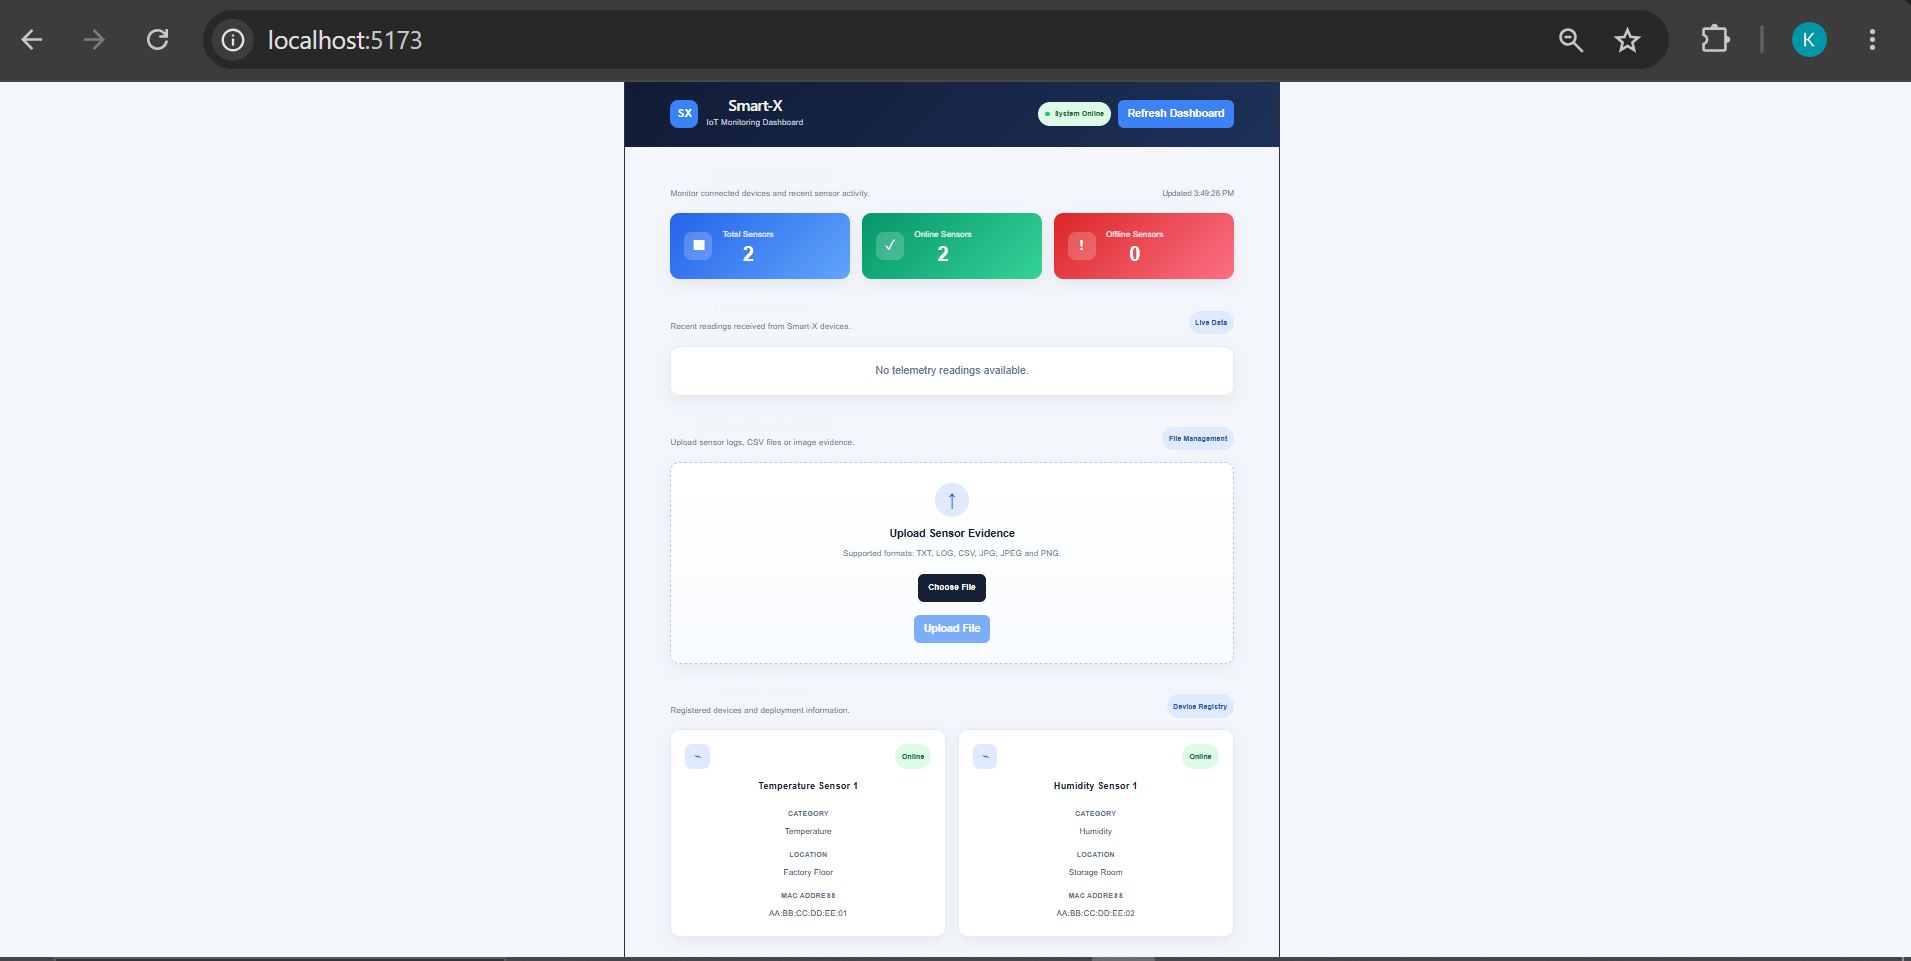 localhost:5173
K
SX
Smart-X
IoT Monitoring Dashboard
System Online
Refresh Dashboard
Monitor connected devices and recent sensor activity.
Updated 3:49:28 PM
Total Sensors
2
✓
Online Sensors
2
!
Offline Sensors
0
Recent readings received from Smart-X devices.
Live Data
No telemetry readings available.
Upload sensor logs, CSV files or image evidence.
File Management
↑
Upload Sensor Evidence
Supported formats: TXT, LOG, CSV, JPG, JPEG and PNG.
Choose File
Upload File
Registered devices and deployment information.
Device Registry
Online
Temperature Sensor 1
CATEGORY
Temperature
LOCATION
Factory Floor
MAC ADDRESS
AA:BB:CC:DD:EE:01
Online
Humidity Sensor 1
CATEGORY
Humidity
LOCATION
Storage Room
MAC ADDRESS
AA:BB:CC:DD:EE:02